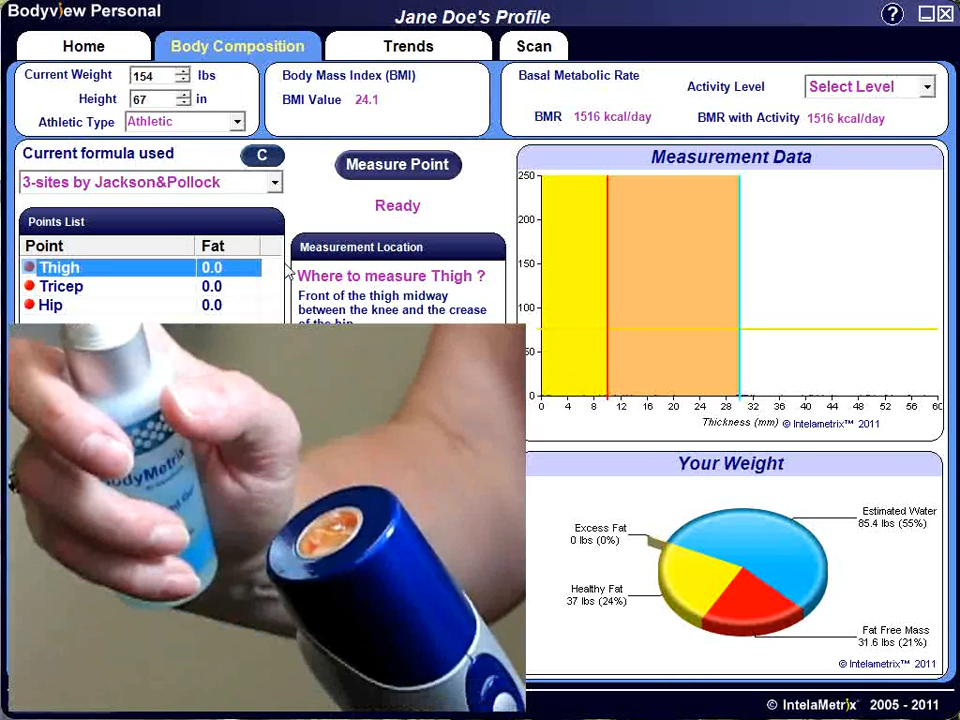 Bodyview Personal
Jane Doe's Profile
?
Home
Body Composition
Trends
Scan
Current Weight 154 lbs
Height 67 in
Athletic Type Athletic
Body Mass Index (BMI)
BMI Value 24.1
Basal Metabolic Rate
Activity Level Select Level
BMR 1516 kcal/day
BMR with Activity 1516 kcal/day
Current formula used C
3-sites by Jackson&Pollock
Measure Point
Ready
Points List
Point Fat
Thigh 0.0
Tricep 0.0
Hip 0.0
Measurement Location
Where to measure Thigh ?
Front of the thigh midway
between the knee and the crease
of the hip
BodyMetrix
Measurement Data
250
200
150
100
50
0
0 4 8 12 16 20 24 28 32 36 40 44 48 52 56 60
Thickness (mm) © Intelametrix™ 2011
Your Weight
Estimated Water
85.4 lbs (55%)
Excess Fat
0 lbs (0%)
Healthy Fat
37 lbs (24%)
Fat Free Mass
31.6 lbs (21%)
© Intelametrix™ 2011
© IntelaMetrix 2005 - 2011